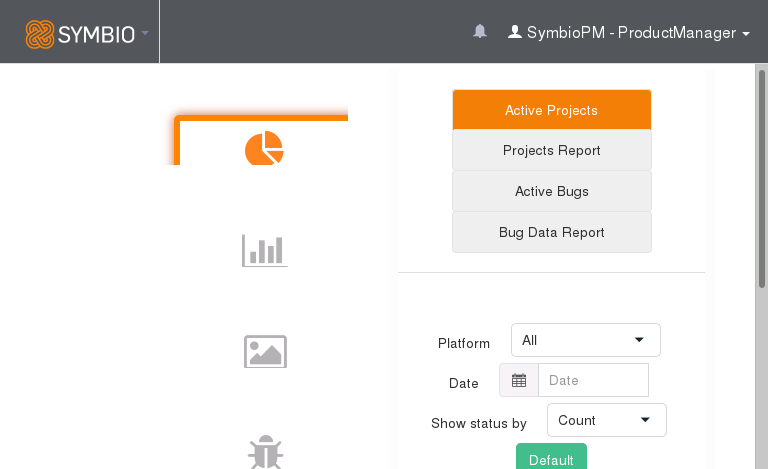 SYMBIO
SymbioPM - ProductManager
Active Projects
Projects Report
Active Bugs
Bug Data Report
Platform All
Date Date
Show status by Count
Default